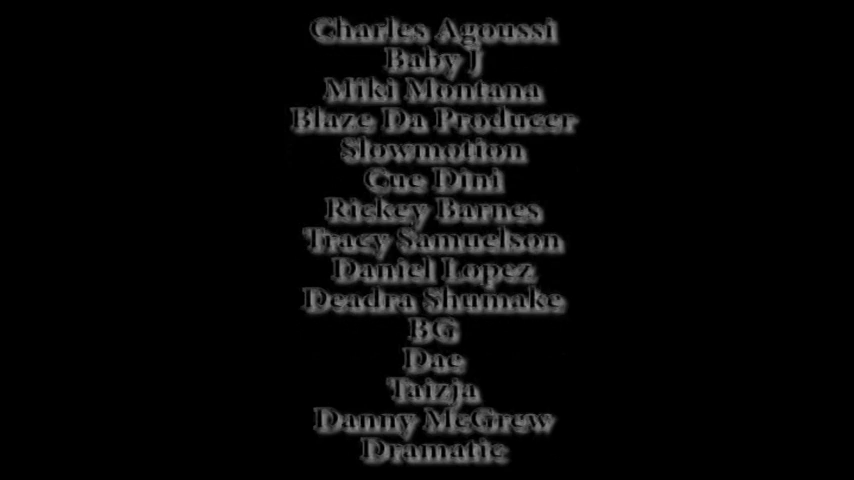 Charles Agoussi
Baby J
Miki Montana
Blaze Da Producer
Slowmotion
Cue Dini
Rickey Barnes
Tracy Samuelson
Daniel Lopez
Deadra Shumake
BG
Dae
Taizja
Danny McGrew
Dramatic